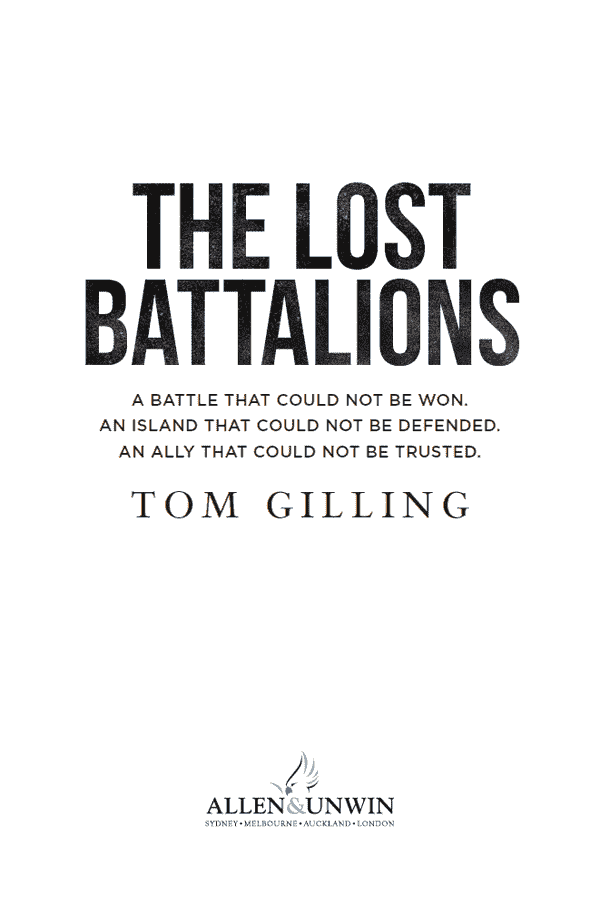 THE LOST
BATTALIONS
A BATTLE THAT COULD NOT BE WON.
AN ISLAND THAT COULD NOT BE DEFENDED.
AN ALLY THAT COULD NOT BE TRUSTED.
TOM GILLING
ALLEN&UNWIN
SYDNEY•MELBOURNE•AUCKLAND•LONDON